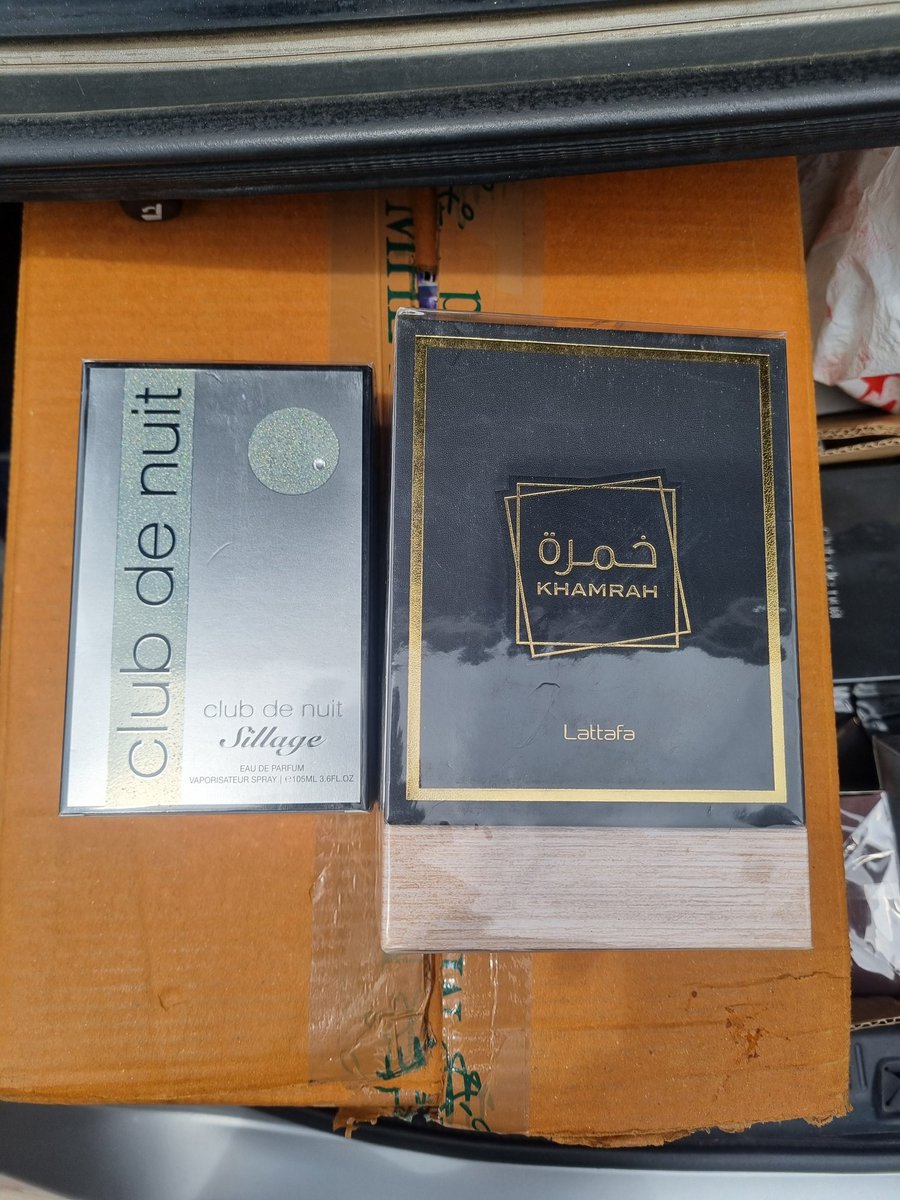 club de nuit
club de nuit
Sillage
EAU DE PARFUM
VAPORISATEUR SPRAY | ℮105ML 3.6FL.OZ
خمرة
KHAMRAH
Lattafa